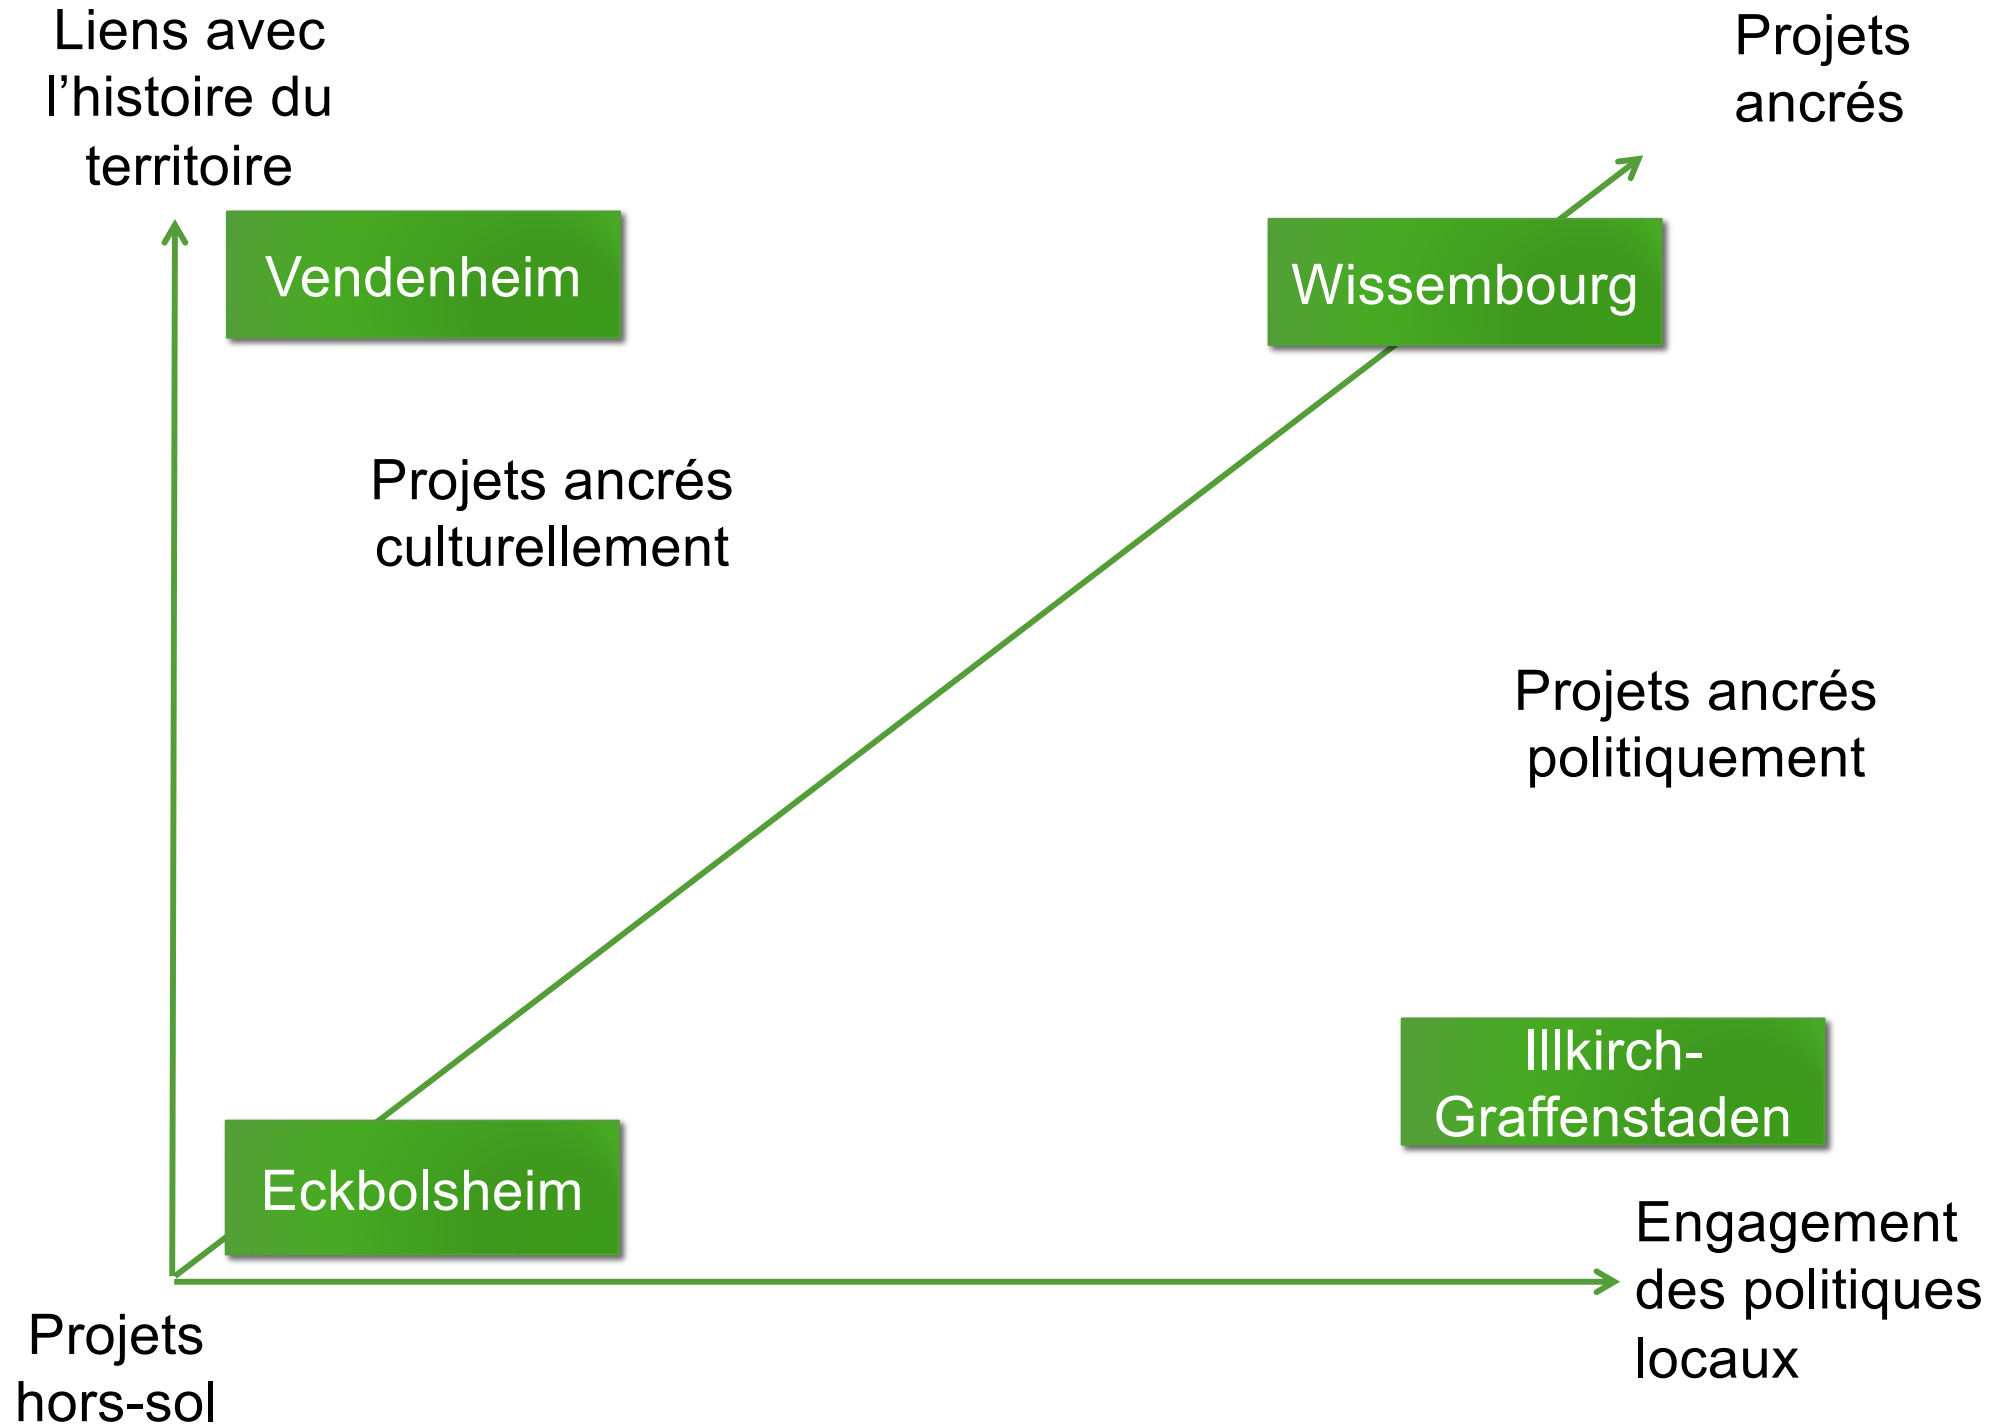 Liens avec
l’histoire du
territoire
Projets
ancrés
Vendenheim
Wissembourg
Projets ancrés
culturellement
Projets ancrés
politiquement
Illkirch-
Graffenstaden
Eckbolsheim
Engagement
des politiques
locaux
Projets
hors-sol